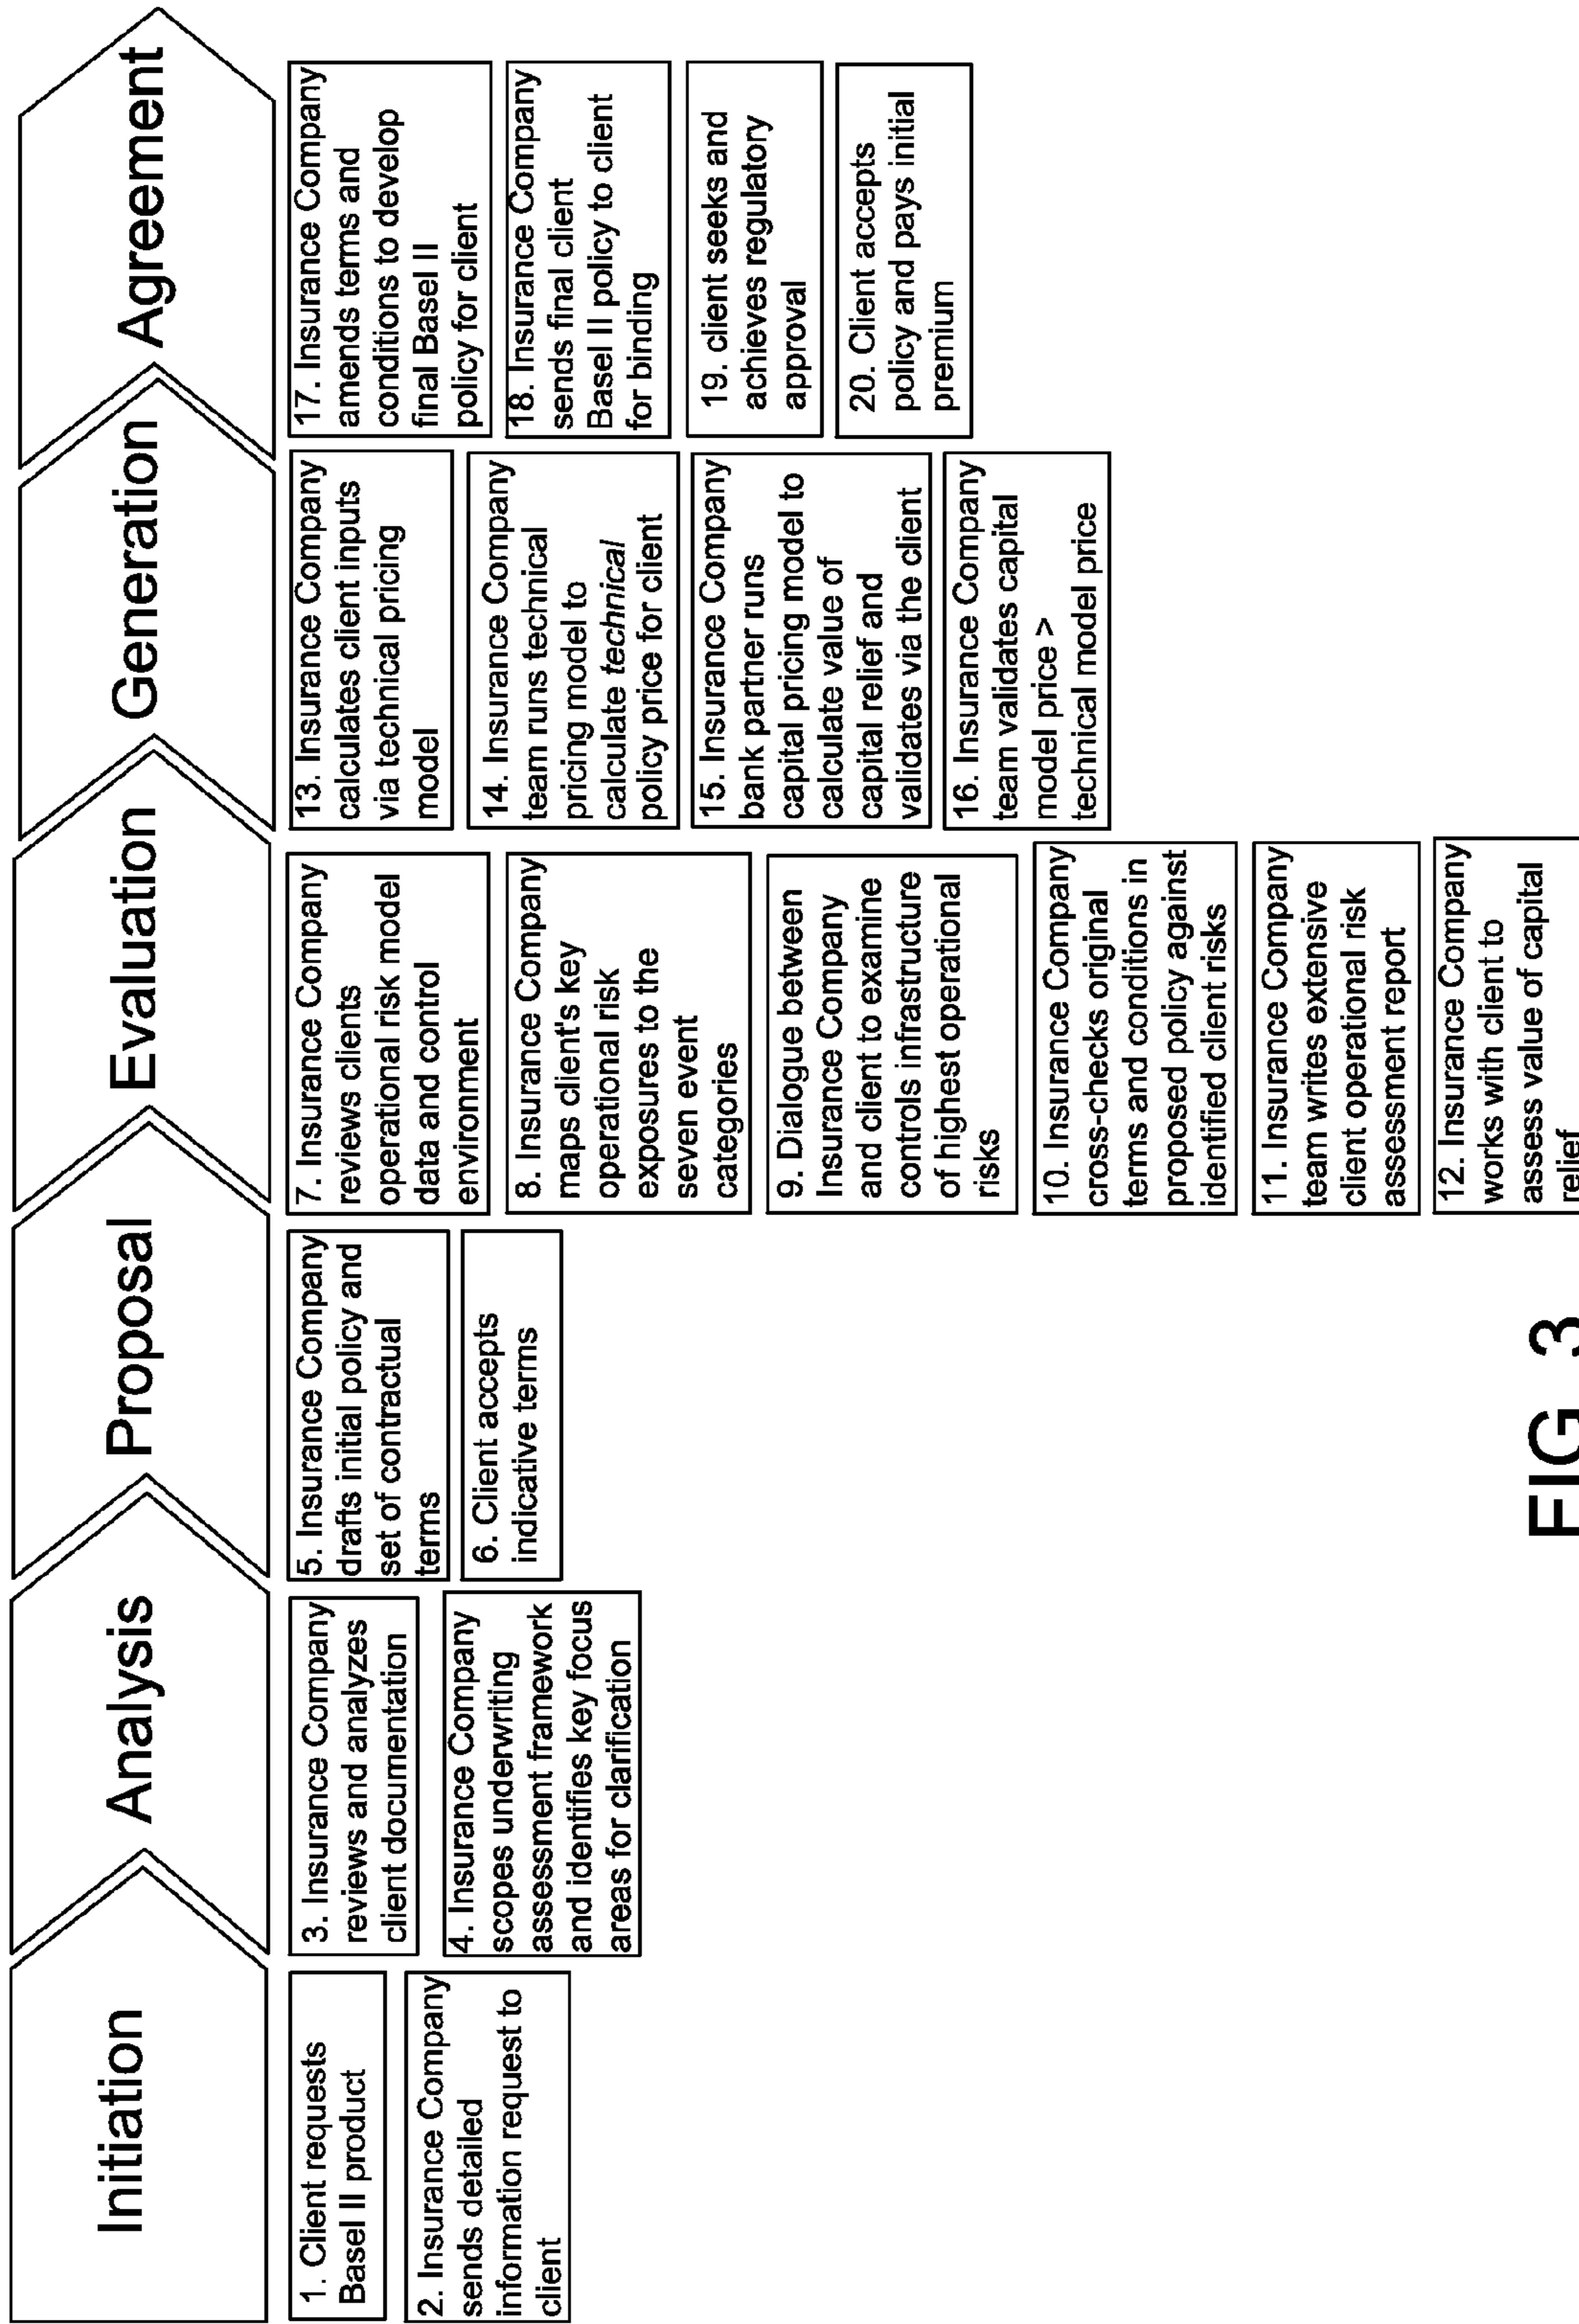 Initiation
Analysis
Proposal
Evaluation
Generation
Agreement
1. Client requests
Basel II product
2. Insurance Company
sends detailed
information request to
client
3. Insurance Company
reviews and analyzes
client documentation
4. Insurance Company
scopes underwriting
assessment framework
and identifies key focus
areas for clarification
5. Insurance Company
drafts initial policy and
set of contractual
terms
6. Client accepts
indicative terms
7. Insurance Company
reviews clients
operational risk model
data and control
environment
8. Insurance Company
maps client's key
operational risk
exposures to the
seven event
categories
9. Dialogue between
Insurance Company
and client to examine
controls infrastructure
of highest operational
risks
10. Insurance Company
cross-checks original
terms and conditions in
proposed policy against
identified client risks
11. Insurance Company
team writes extensive
client operational risk
assessment report
12. Insurance Company
works with client to
assess value of capital
relief
13. Insurance Company
calculates client inputs
via technical pricing
model
14. Insurance Company
team runs technical
pricing model to
calculate technical
policy price for client
15. Insurance Company
bank partner runs
capital pricing model to
calculate value of
capital relief and
validates via the client
16. Insurance Company
team validates capital
model price >
technical model price
17. Insurance Company
amends terms and
conditions to develop
final Basel II
policy for client
18. Insurance Company
sends final client
Basel II policy to client
for binding
19. client seeks and
achieves regulatory
approval
20. Client accepts
policy and pays initial
premium
FIG. 3